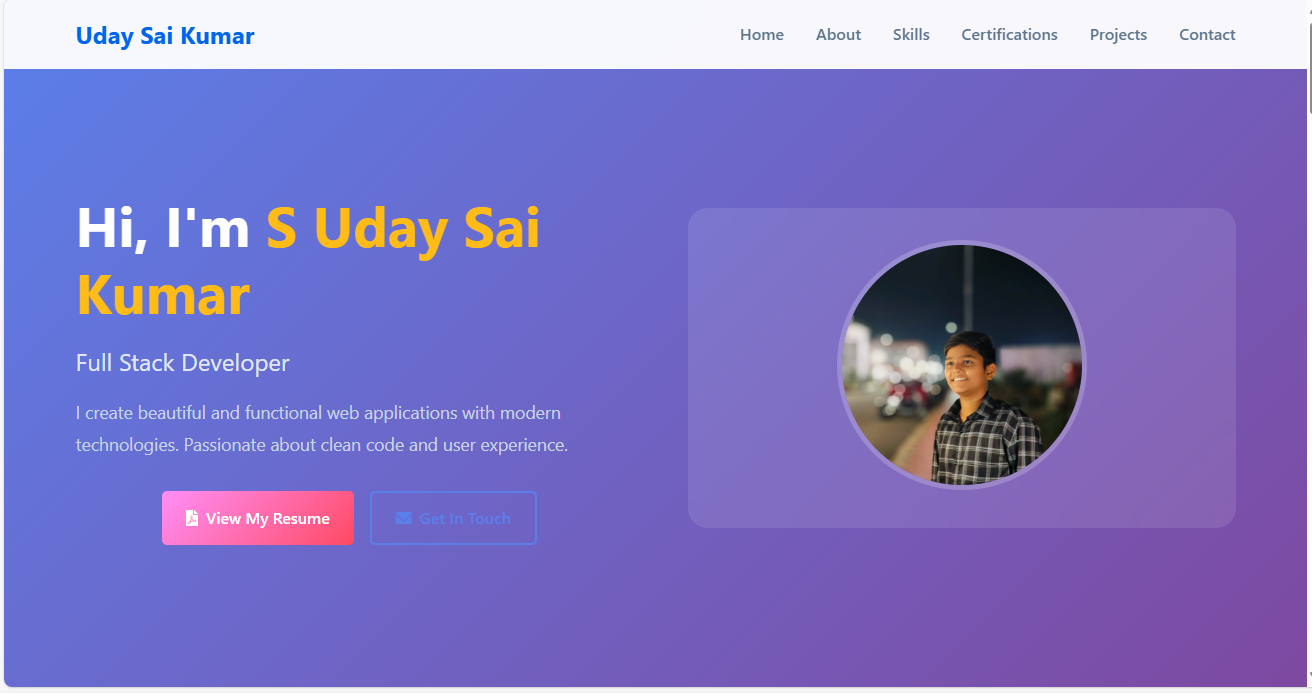 Uday Sai Kumar
Home About Skills Certifications Projects Contact
Hi, I'm S Uday Sai
Kumar
Full Stack Developer
I create beautiful and functional web applications with modern
technologies. Passionate about clean code and user experience.
View My Resume
Get In Touch